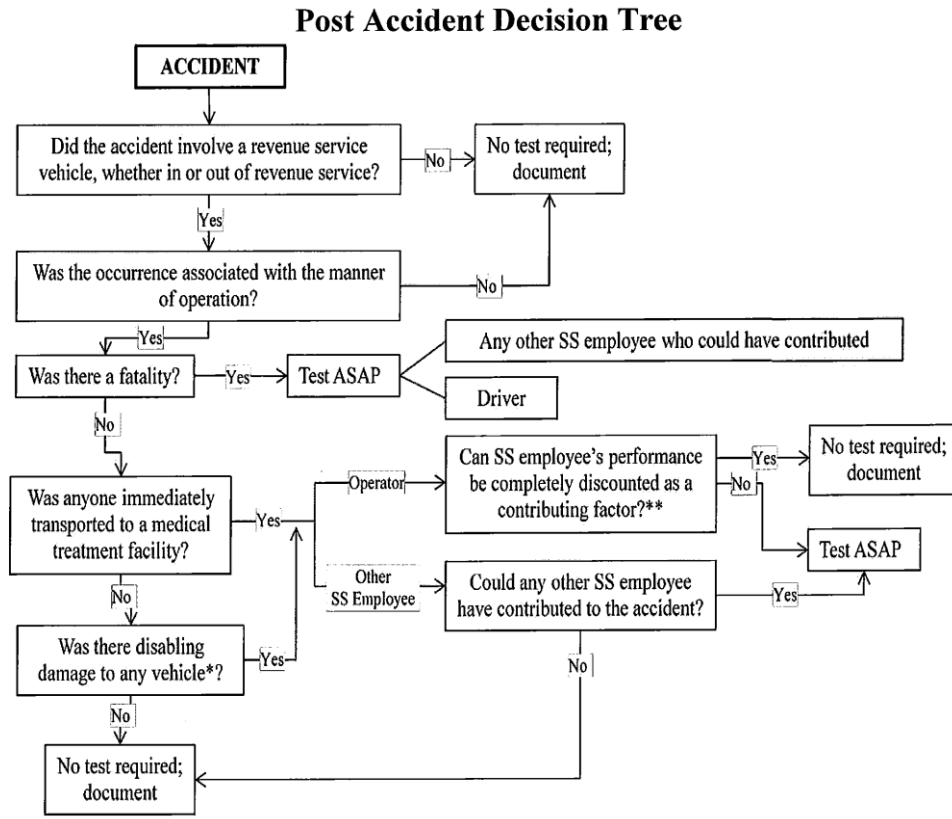 Post Accident Decision Tree
ACCIDENT
Did the accident involve a revenue service
vehicle, whether in or out of revenue service?
No
No test required;
document
Yes
Was the occurrence associated with the manner
of operation?
No
Yes
Was there a fatality?
Yes
Test ASAP
Any other SS employee who could have contributed
Driver
No
Was anyone immediately
transported to a medical
treatment facility?
Yes
Operator
Can SS employee's performance
be completely discounted as a
contributing factor?**
Yes
No test required;
document
No
Test ASAP
Other
SS Employee
Could any other SS employee
have contributed to the accident?
Yes
No
No
Was there disabling
damage to any vehicle*?
Yes
No
No test required;
document